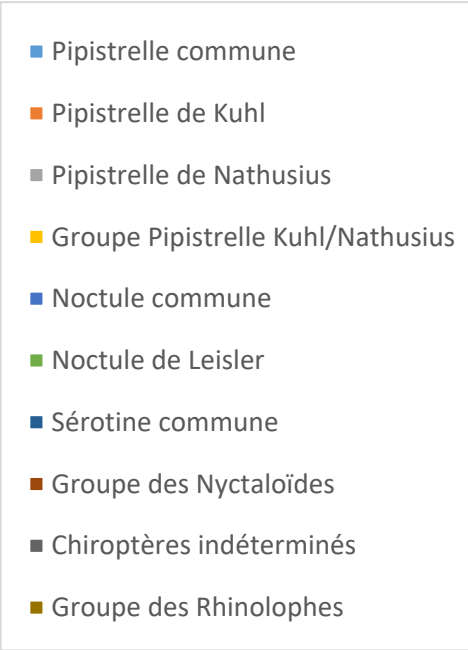 Pipistrelle commune
Pipistrelle de Kuhl
Pipistrelle de Nathusius
Groupe Pipistrelle Kuhl/Nathusius
Noctule commune
Noctule de Leisler
Sérotine commune
Groupe des Nyctaloïdes
Chiroptères indéterminés
Groupe des Rhinolophes